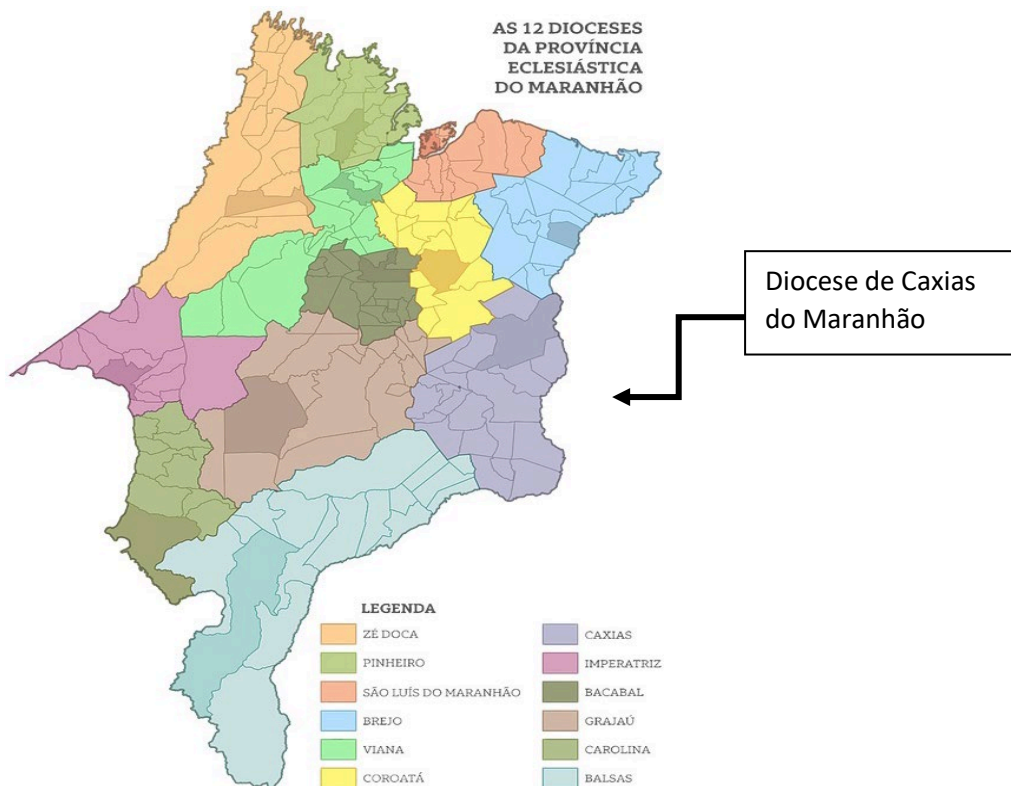 AS 12 DIOCESES
DA PROVÍNCIA
ECLESIÁSTICA
DO MARANHÃO
Diocese de Caxias
do Maranhão
LEGENDA
ZÉ DOCA
PINHEIRO
SÃO LUÍS DO MARANHÃO
BREJO
VIANA
COROATÁ
CAXIAS
IMPERATRIZ
BACABAL
GRAJAÚ
CAROLINA
BALSAS